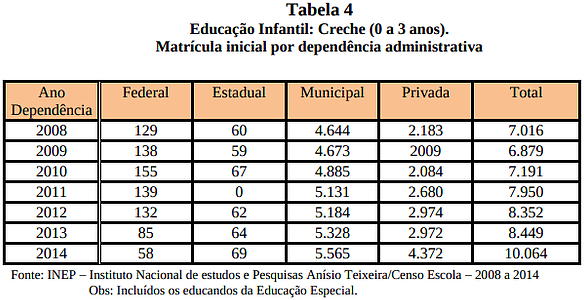 Tabela 4
Educação Infantil: Creche (0 a 3 anos).
Matrícula inicial por dependência administrativa
Ano Dependência Federal Estadual Municipal Privada Total
2008 129 60 4.644 2.183 7.016
2009 138 59 4.673 2009 6.879
2010 155 67 4.885 2.084 7.191
2011 139 0 5.131 2.680 7.950
2012 132 62 5.184 2.974 8.352
2013 85 64 5.328 2.972 8.449
2014 58 69 5.565 4.372 10.064
Fonte: INEP – Instituto Nacional de estudos e Pesquisas Anísio Teixeira/Censo Escola – 2008 a 2014
Obs: Incluídos os educandos da Educação Especial.